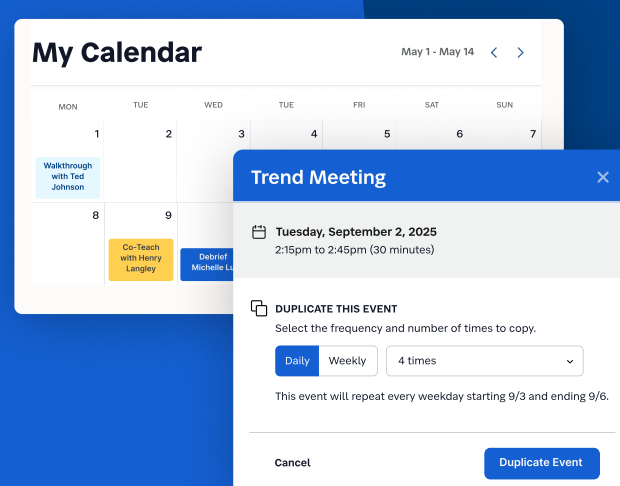 My Calendar
May 1 - May 14
MON TUE WED TUE FRI SAT SUN
1 2 3 4 5 6 7
Walkthrough
with Ted
Johnson
8 9
Co-Teach
with Henry
Langley
Debrief
Michelle Lu
Trend Meeting
Tuesday, September 2, 2025
2:15pm to 2:45pm (30 minutes)
DUPLICATE THIS EVENT
Select the frequency and number of times to copy.
Daily Weekly 4 times
This event will repeat every weekday starting 9/3 and ending 9/6.
Cancel Duplicate Event